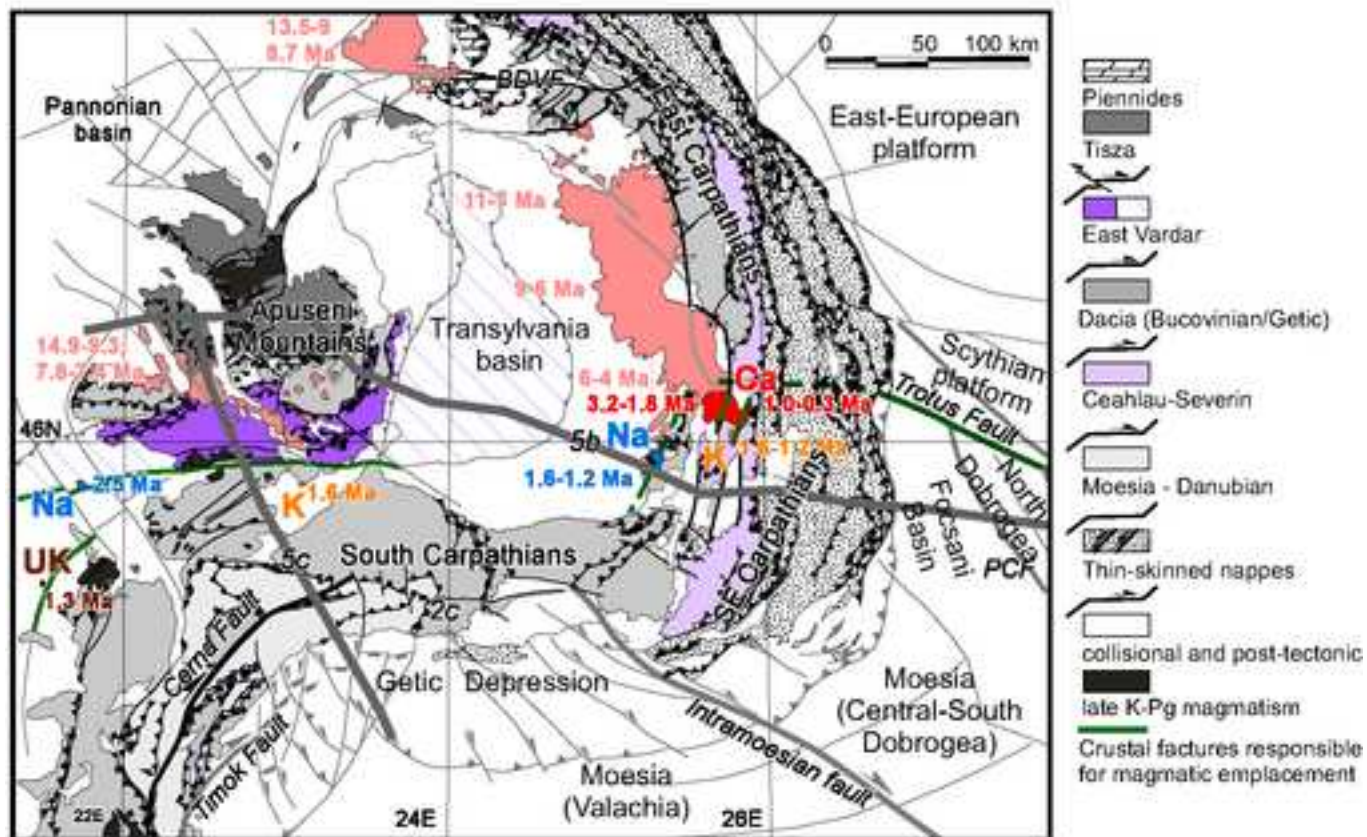 13.5-9
8.7 Ma
0 50 100 km
BDVF
Pannonian
basin
East Carpathians
East-European
platform
9-6 Ma
Apuseni
Mountains
Transylvania
basin
14.9-9.3,
6-4 Ma
Ca
3.2-1.8 Ma
1.0-0.3 Ma
Scythian
platform
Trotus Fault
46N
Na
5b
K
1.6-1.2 Ma
1.6-1.2 Ma
Na
2.5 Ma
K
1.6 Ma
North
Dobrogea
Focsani
Basin
PCF
UK
1.3 Ma
5c
South Carpathians
SE Carpathians
2c
Cerna Fault
Getic Depression
Timok Fault
Moesia
(Central-South
Dobrogea)
Intramoesian fault
Moesia
(Valachia)
22E
24E
26E
Piennides
Tisza
East Vardar
Dacia (Bucovinian/Getic)
Ceahlau-Severin
Moesia - Danubian
Thin-skinned nappes
collisional and post-tectonic
late K-Pg magmatism
Crustal factures responsible
for magmatic emplacement